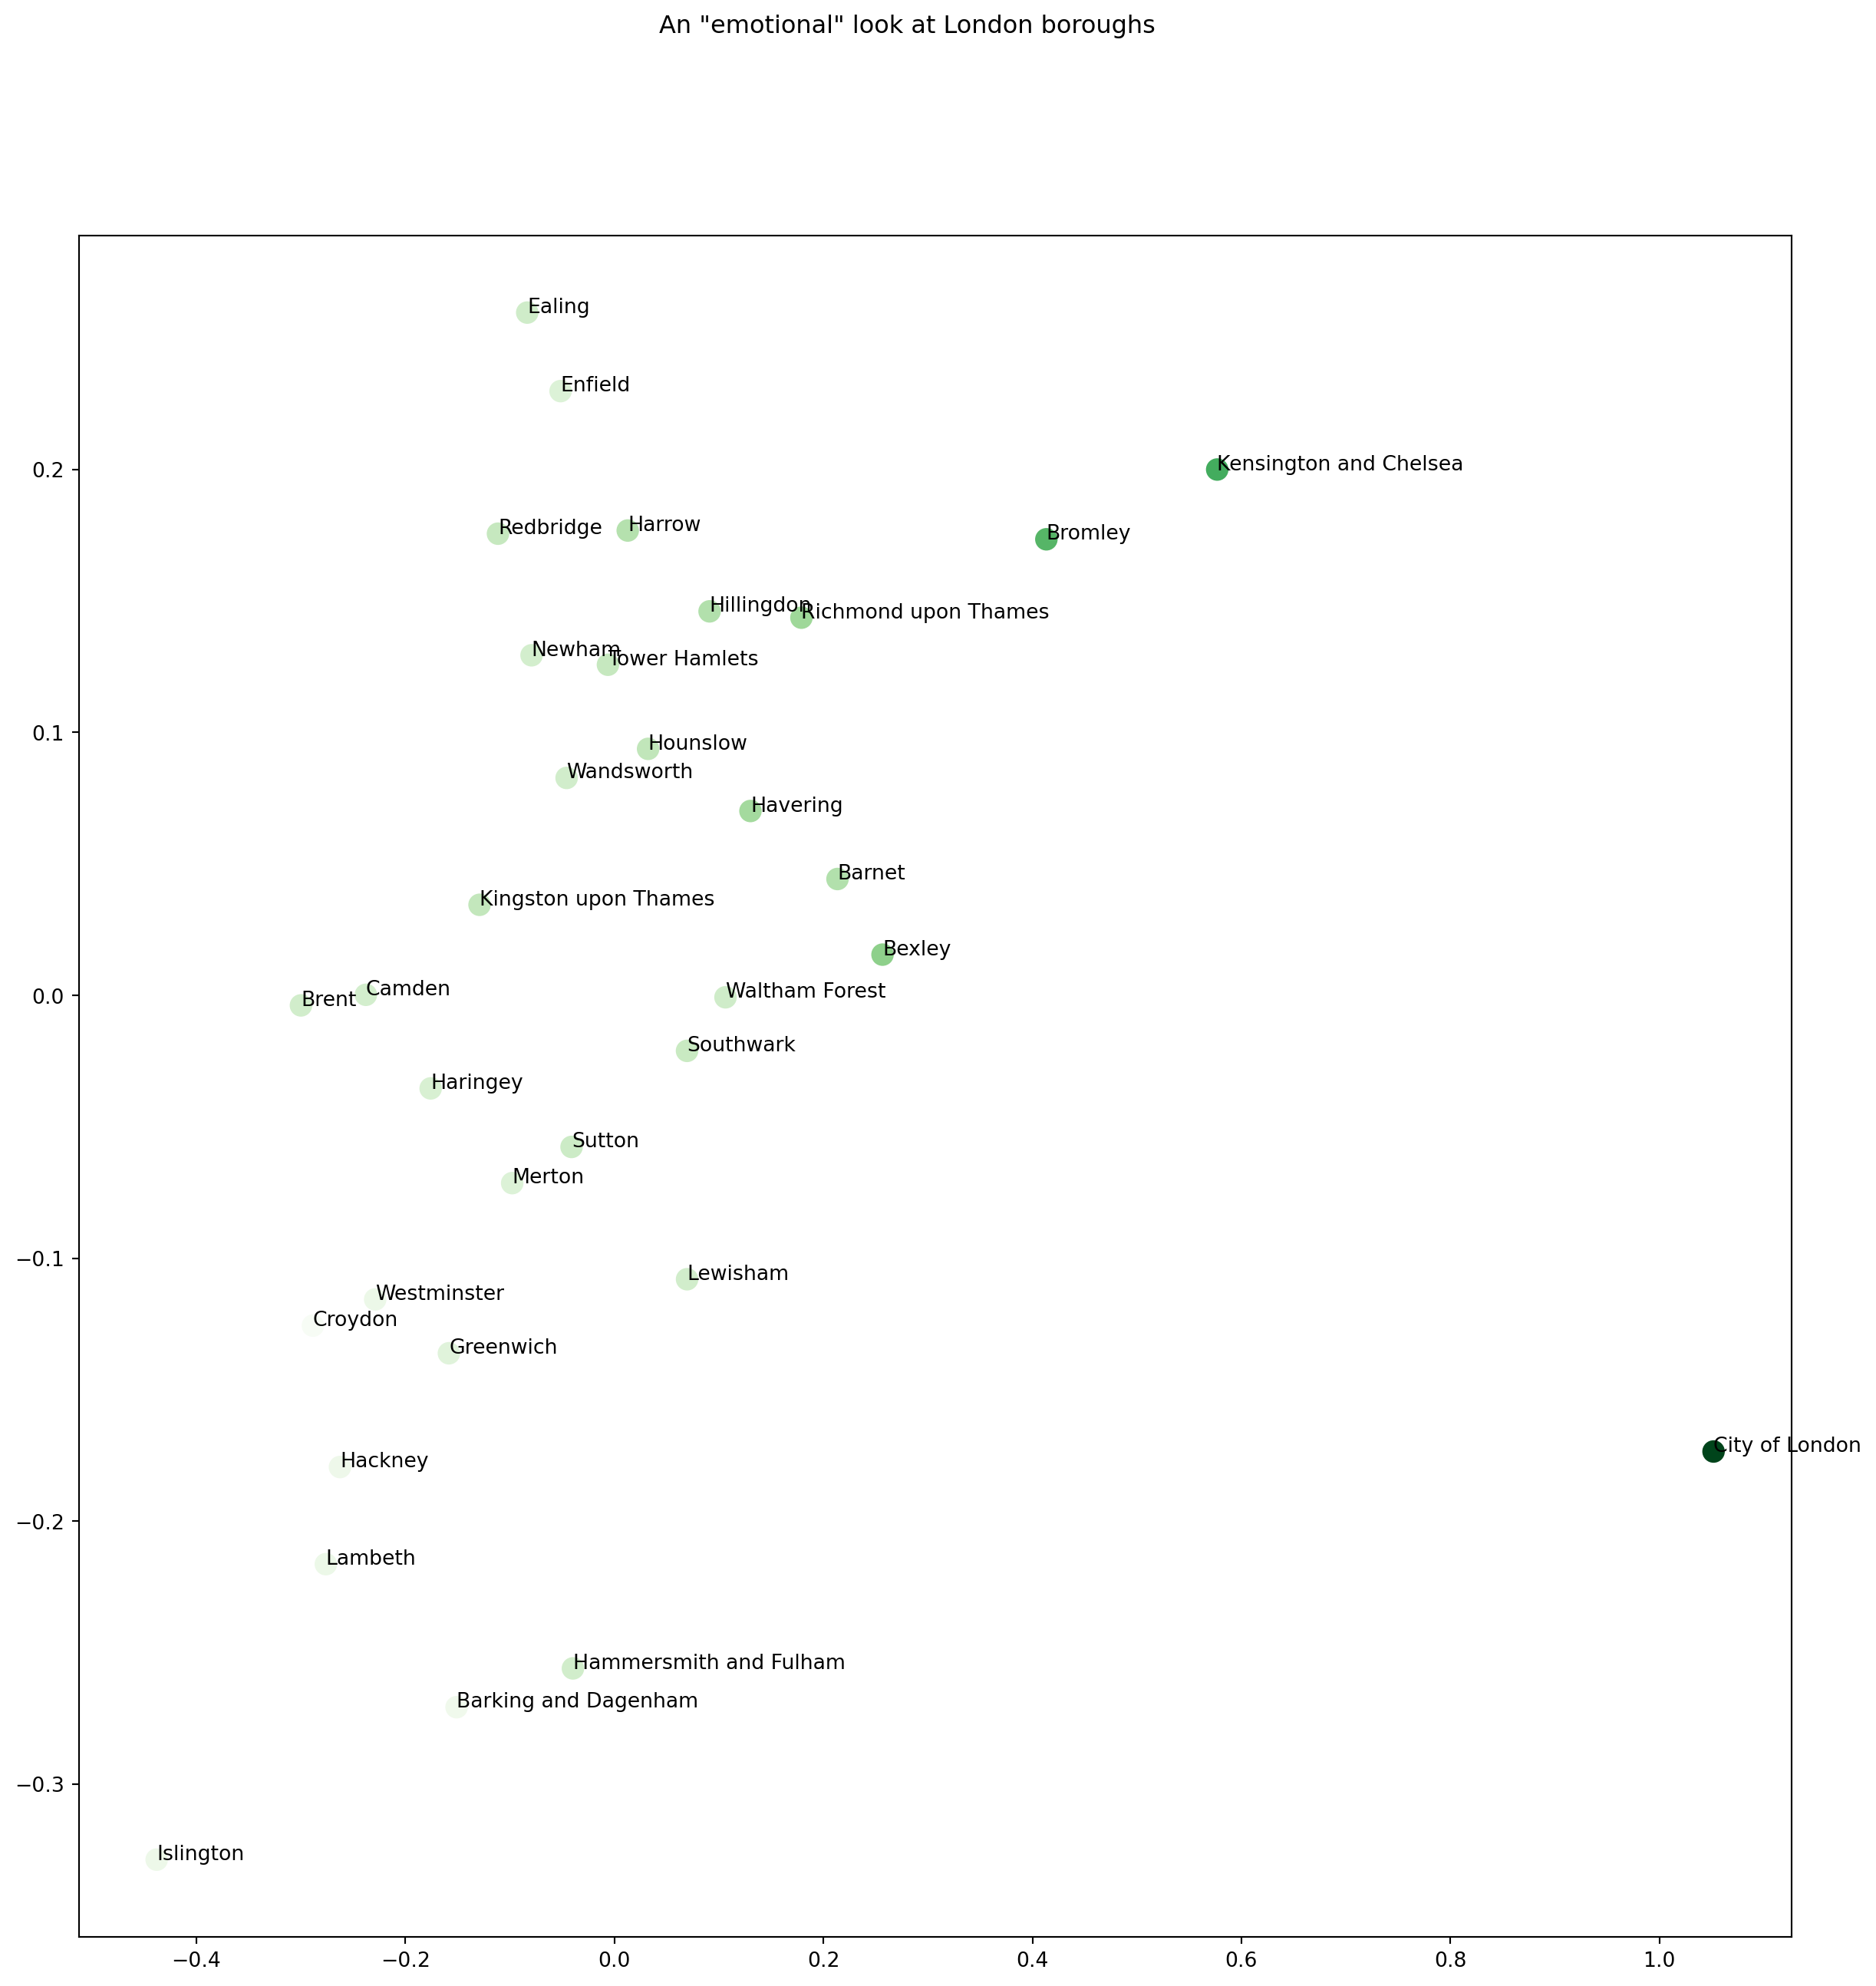 An "emotional" look at London boroughs
Ealing
Enfield
0.2
Kensington and Chelsea
Redbridge
Harrow
Bromley
Hillingdon
Richmond upon Thames
Newham
Tower Hamlets
0.1
Hounslow
Wandsworth
Havering
Barnet
Kingston upon Thames
Bexley
0.0
Brent
Camden
Waltham Forest
Southwark
Haringey
Sutton
Merton
−0.1
Lewisham
Westminster
Croydon
Greenwich
City of London
Hackney
−0.2
Lambeth
Hammersmith and Fulham
Barking and Dagenham
−0.3
Islington
−0.4 −0.2 0.0 0.2 0.4 0.6 0.8 1.0